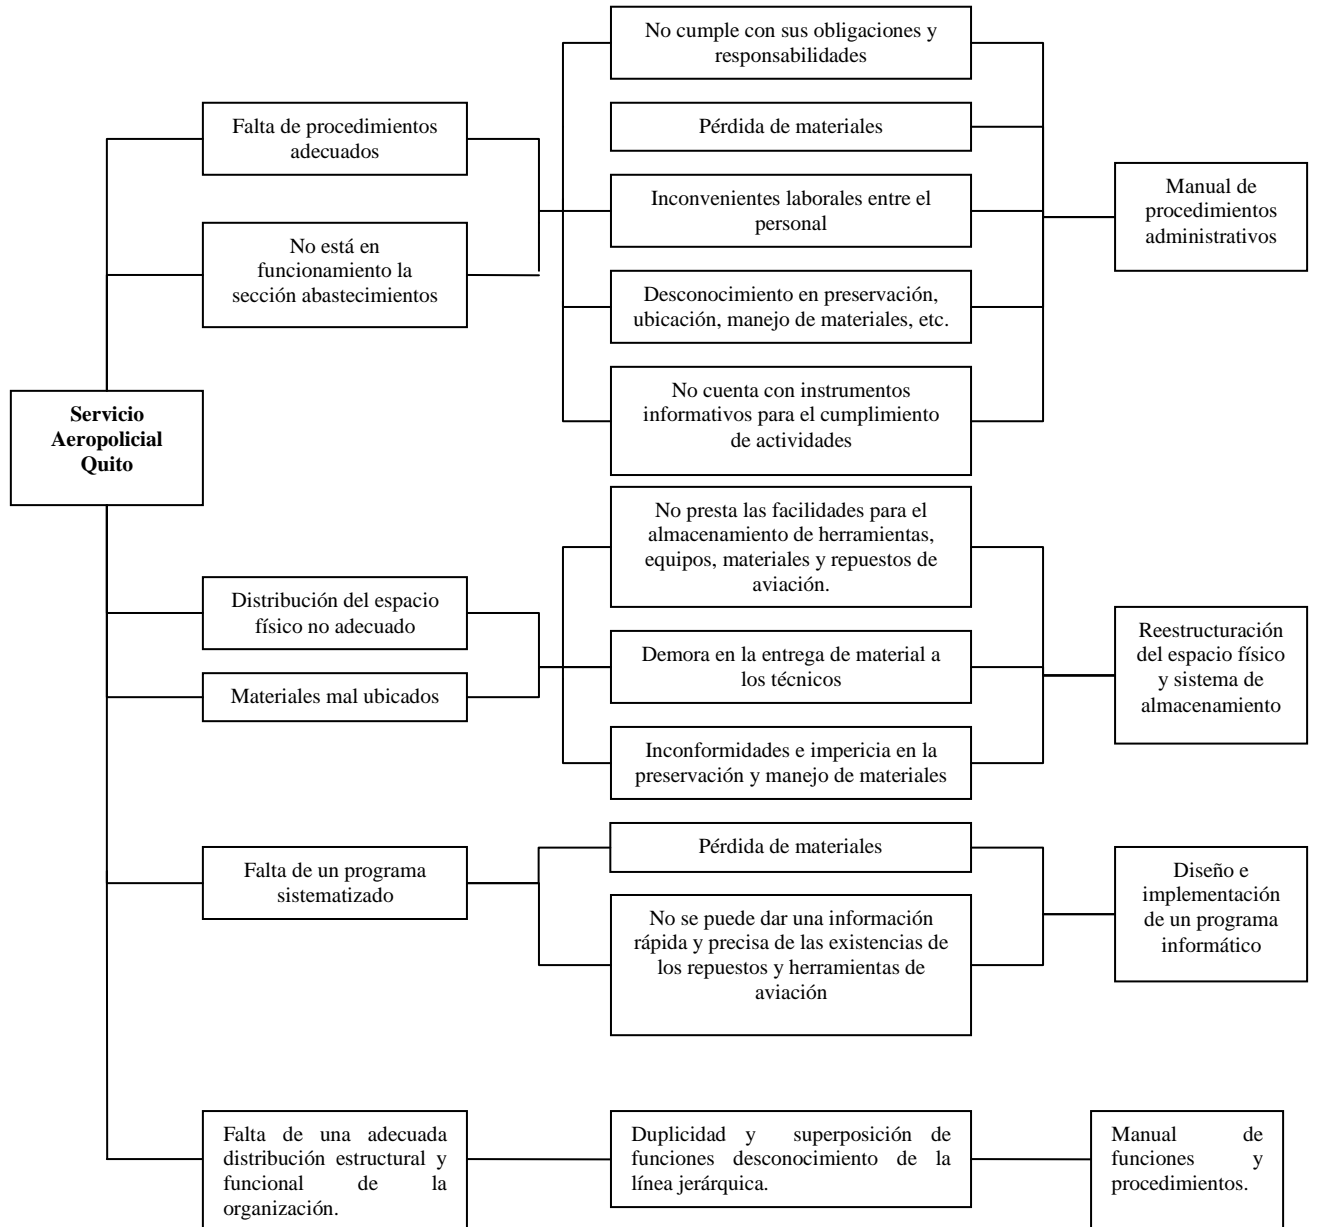 No cumple con sus obligaciones y
responsabilidades
Falta de procedimientos
adecuados
Pérdida de materiales
Manual de
procedimientos
administrativos
Inconvenientes laborales entre el
personal
No está en
funcionamiento la
sección abastecimientos
Desconocimiento en preservación,
ubicación, manejo de materiales, etc.
No cuenta con instrumentos
informativos para el cumplimiento
de actividades
Servicio
Aeropolicial
Quito
No presta las facilidades para el
almacenamiento de herramientas,
equipos, materiales y repuestos de
aviación.
Distribución del espacio
físico no adecuado
Reestructuración
del espacio físico
y sistema de
almacenamiento
Demora en la entrega de material a
los técnicos
Materiales mal ubicados
Inconformidades e impericia en la
preservación y manejo de materiales
Pérdida de materiales
Falta de un programa
sistematizado
Diseño e
implementación
de un programa
informático
No se puede dar una información
rápida y precisa de las existencias de
los repuestos y herramientas de
aviación
Falta de una adecuada
distribución estructural y
funcional de la
organización.
Duplicidad y superposición de
funciones desconocimiento de la
línea jerárquica.
Manual de
funciones y
procedimientos.